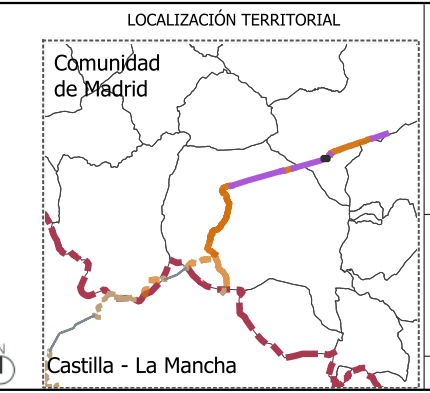 LOCALIZACIÓN TERRITORIAL
Comunidad
de Madrid
Castilla - La Mancha
N